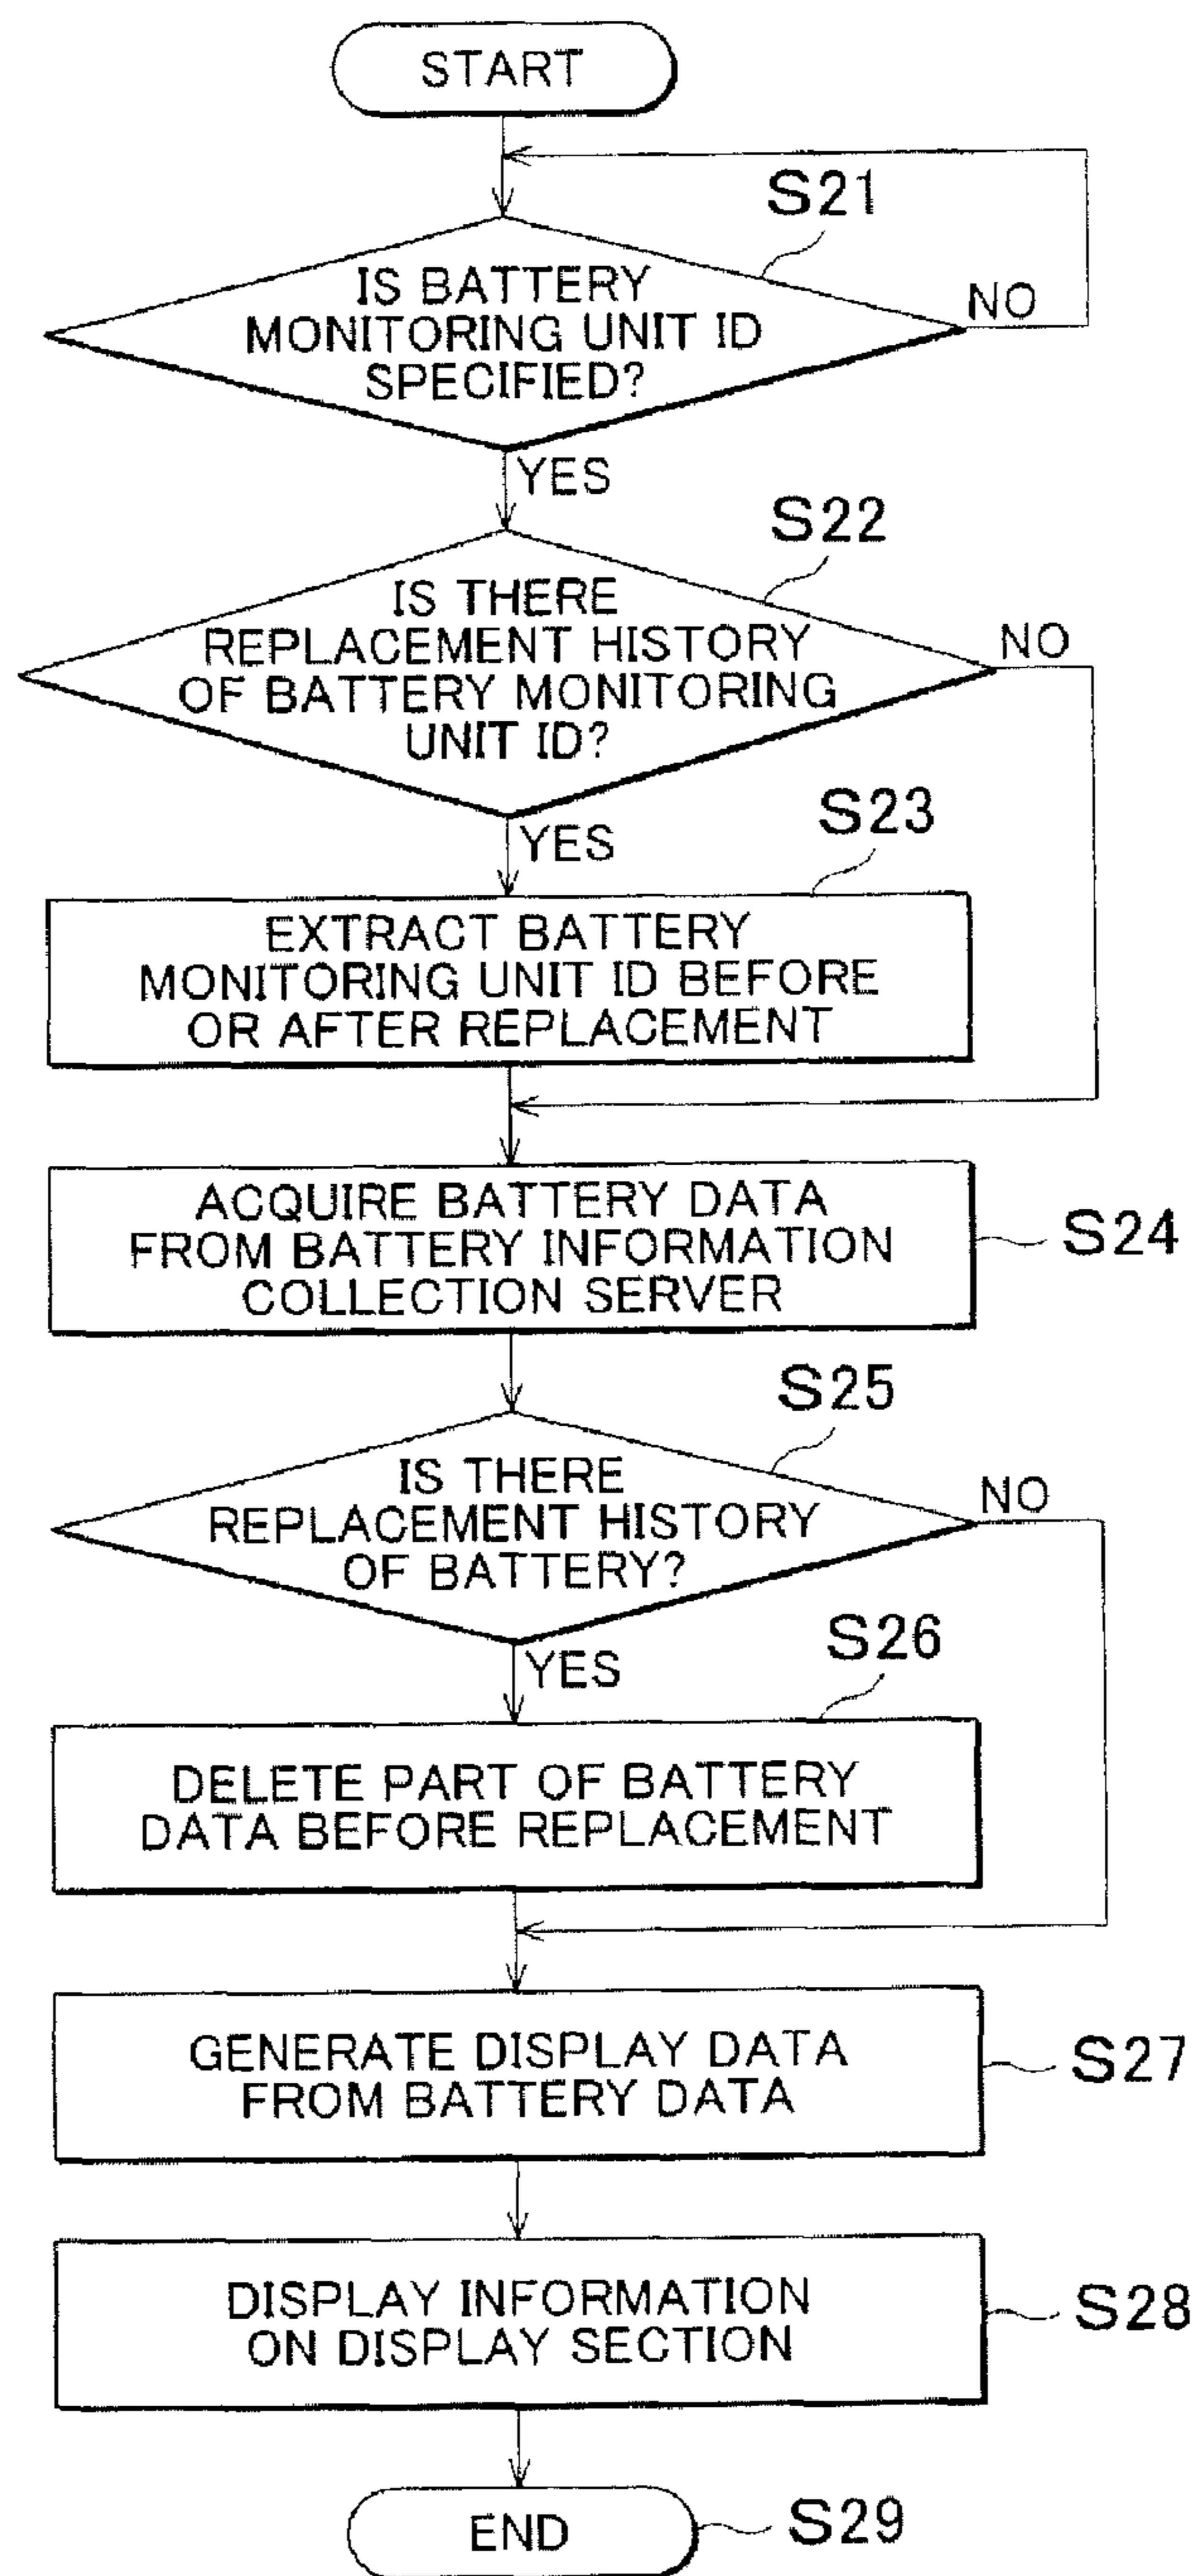 START
S21
IS BATTERY
MONITORING UNIT ID
SPECIFIED?
NO
YES
S22
IS THERE
REPLACEMENT HISTORY
OF BATTERY MONITORING
UNIT ID?
NO
YES
S23
EXTRACT BATTERY
MONITORING UNIT ID BEFORE
OR AFTER REPLACEMENT
ACQUIRE BATTERY DATA
FROM BATTERY INFORMATION
COLLECTION SERVER
S24
S25
IS THERE
REPLACEMENT HISTORY
OF BATTERY?
NO
YES
S26
DELETE PART OF BATTERY
DATA BEFORE REPLACEMENT
GENERATE DISPLAY DATA
FROM BATTERY DATA
S27
DISPLAY INFORMATION
ON DISPLAY SECTION
S28
END
S29